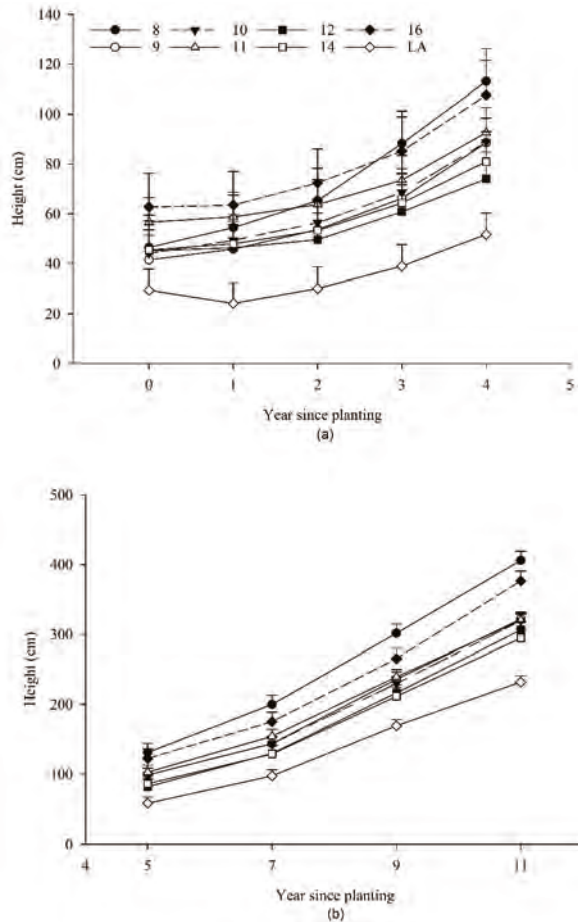 140
8 10 12 16
9 11 14 LA
120
100
80
60
40
20
0
Height (cm)
0 1 2 3 4 5
Year since planting
(a)
500
400
300
200
100
0
Height (cm)
4 5 7 9 11
Year since planting
(b)